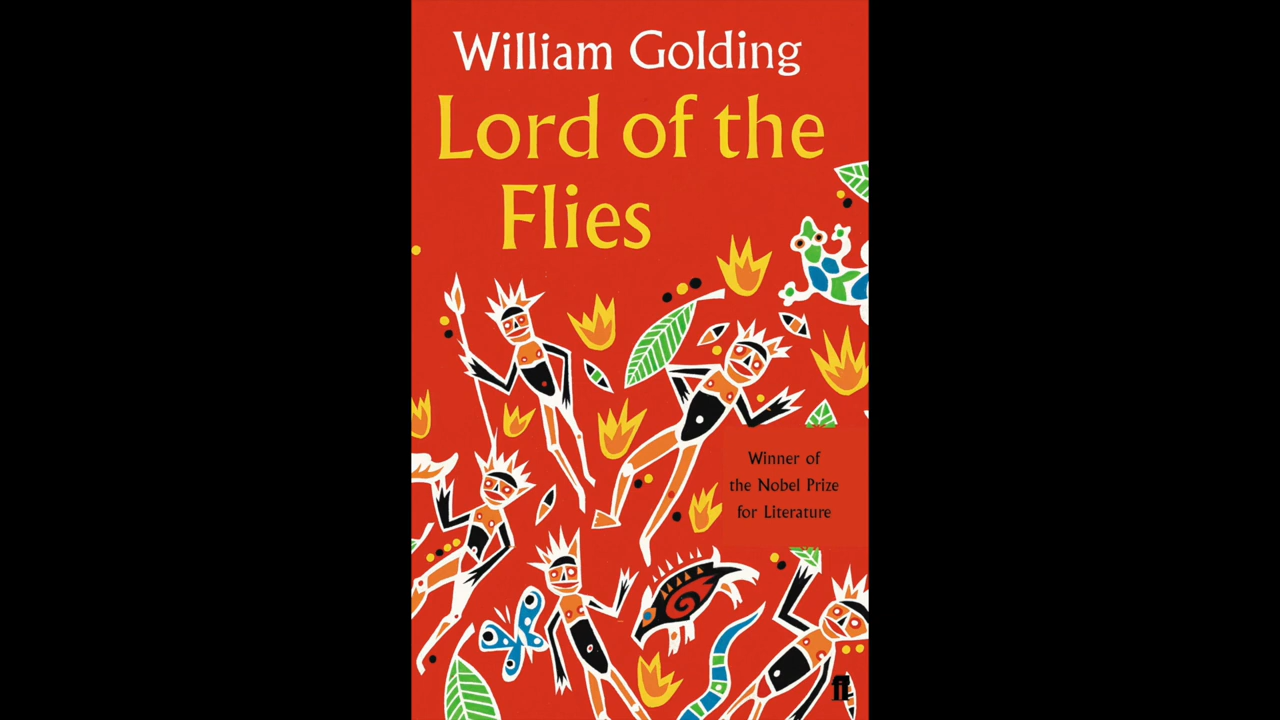 William Golding
Lord of the
Flies
Winner of
the Nobel Prize
for Literature
ff